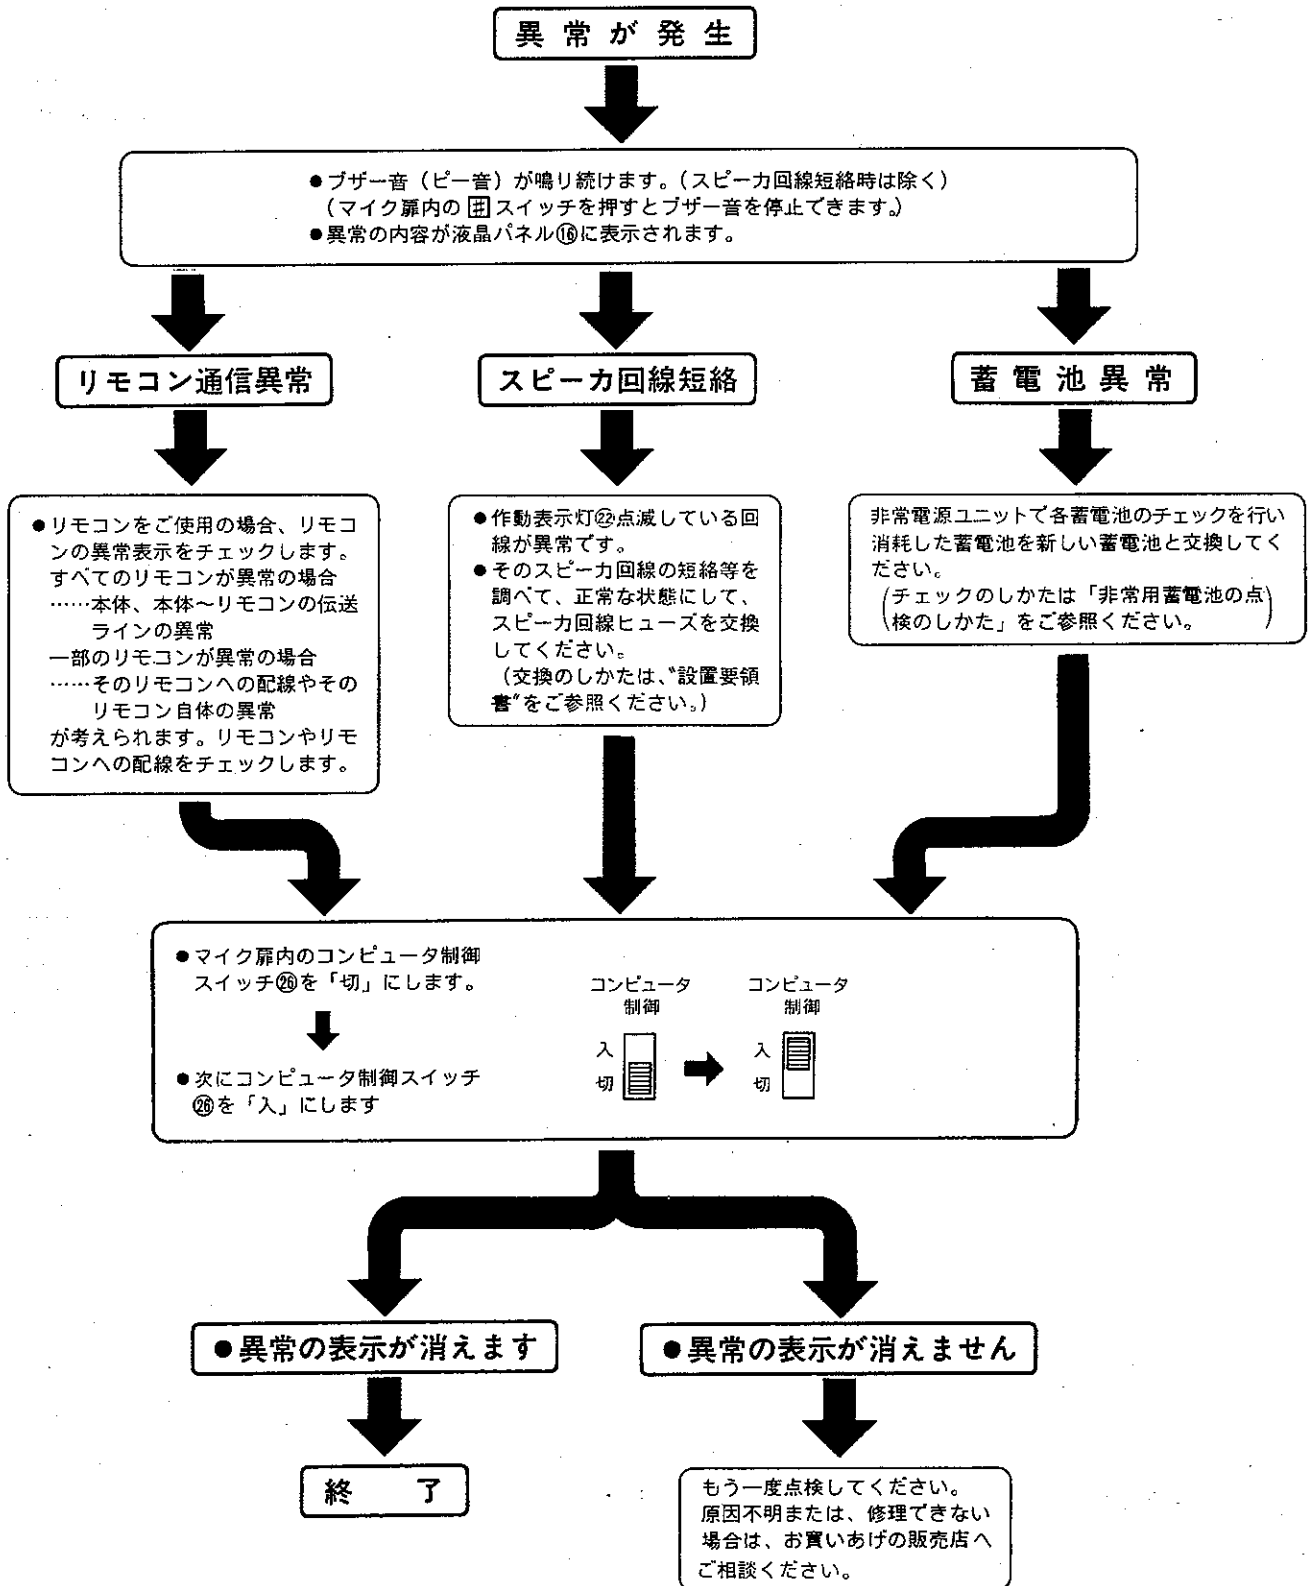 異常が発生
●ブザー音（ピー音）が鳴り続けます。（スピーカ回線短絡時は除く）
（マイク扉内の#スイッチを押すとブザー音を停止できます。）
●異常の内容が液晶パネル⑯に表示されます。
リモコン通信異常
●リモコンをご使用の場合、リモコ
ンの異常表示をチェックします。
すべてのリモコンが異常の場合
……本体、本体～リモコンの伝送
ラインの異常
一部のリモコンが異常の場合
……そのリモコンへの配線やその
リモコン自体の異常
が考えられます。リモコンやリモ
コンへの配線をチェックします。
スピーカ回線短絡
●作動表示灯㉒点滅している回
線が異常です。
●そのスピーカ回線の短絡等を
調べて、正常な状態にして、
スピーカ回線ヒューズを交換
してください。
（交換のしかたは、“設置要領
書”をご参照ください。）
蓄電池異常
非常電源ユニットで各蓄電池のチェックを行い
消耗した蓄電池を新しい蓄電池と交換してく
ださい。
（チェックのしかたは「非常用蓄電池の点
検のしかた」をご参照ください。）
●マイク扉内のコンピュータ制御
スイッチ㉖を「切」にします。
●次にコンピュータ制御スイッチ
㉖を「入」にします
コンピュータ
制御
入
切
コンピュータ
制御
入
切
●異常の表示が消えます
終了
●異常の表示が消えません
もう一度点検してください。
原因不明または、修理できない
場合は、お買いあげの販売店へ
ご相談ください。